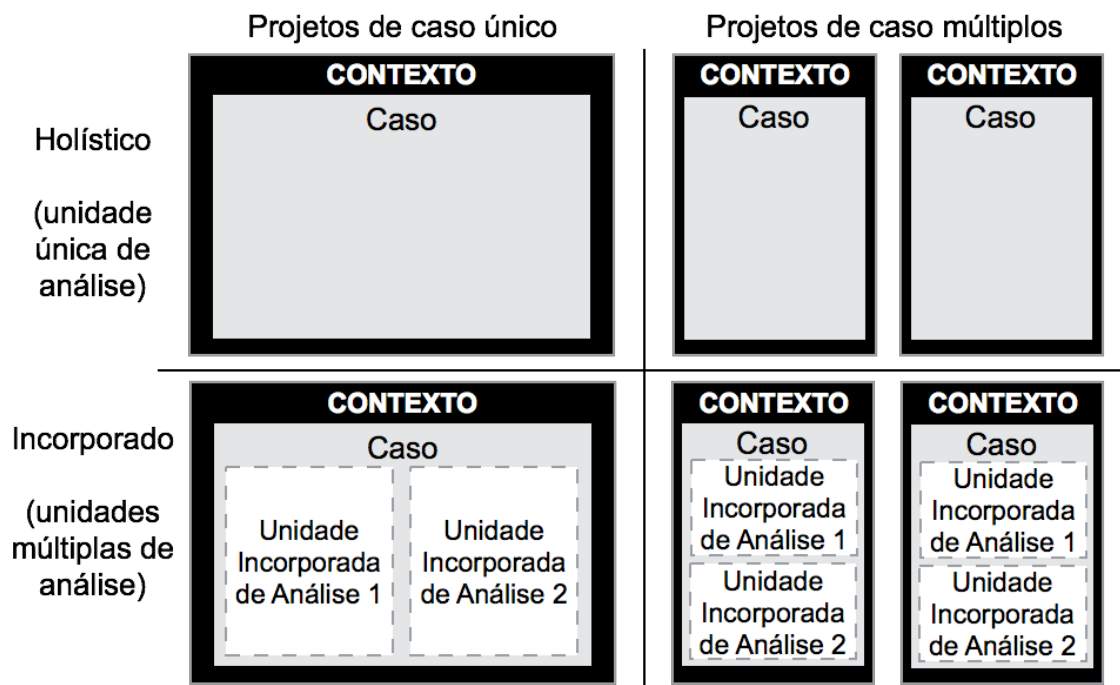 Projetos de caso único
Projetos de caso múltiplos
Holístico
(unidade
única de
análise)
CONTEXTO
Caso
CONTEXTO
Caso
CONTEXTO
Caso
Incorporado
(unidades
múltiplas de
análise)
CONTEXTO
Caso
Unidade
Incorporada
de Análise 1
Unidade
Incorporada
de Análise 2
CONTEXTO
Caso
Unidade
Incorporada
de Análise 1
Unidade
Incorporada
de Análise 2
CONTEXTO
Caso
Unidade
Incorporada
de Análise 1
Unidade
Incorporada
de Análise 2